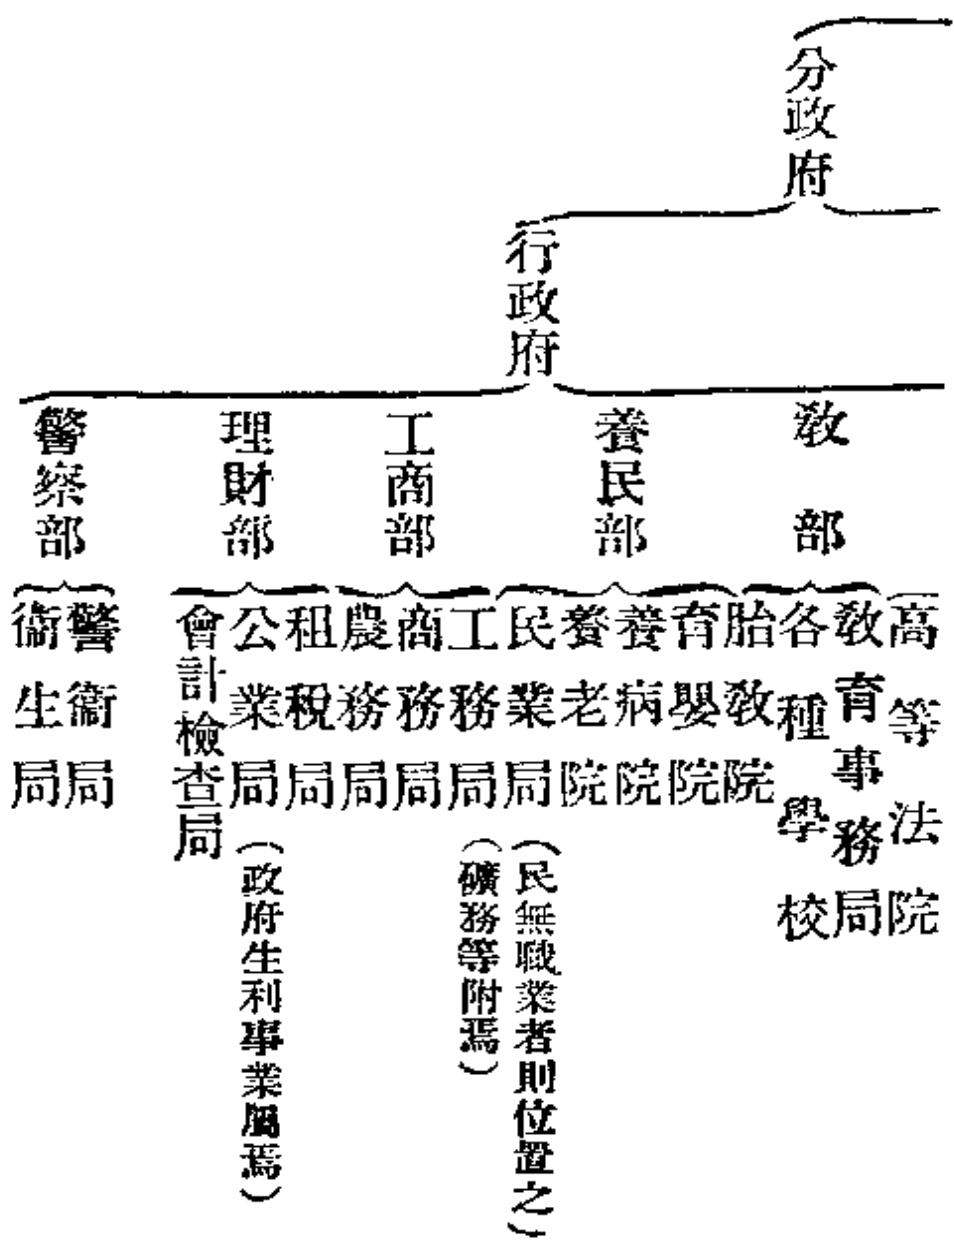 分政府
行政府
教部
養民部
工商部
理財部
警察部
高等法院
教育事務局
各種學校
胎教院
育嬰院
養病院
養老院
民業局（民無職業者則位置之）
工務局（礦務等附焉）
商務局
農務局
租稅局
公業局（政府生利事業屬焉）
會計檢查局
警衞局
衞生局